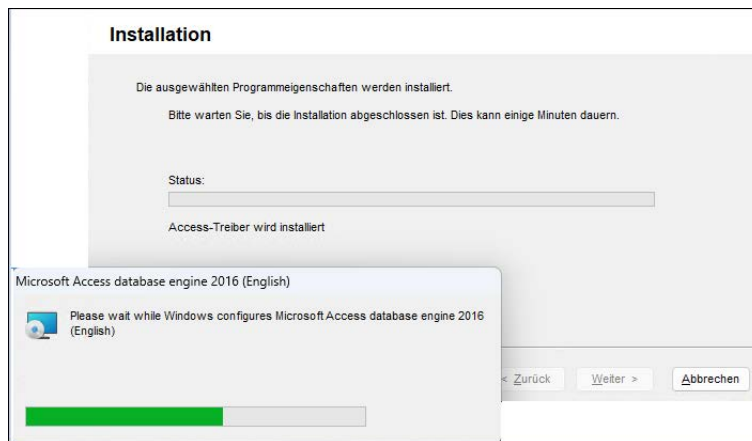 Installation
Die ausgewählten Programmeigenschaften werden installiert.
Bitte warten Sie, bis die Installation abgeschlossen ist. Dies kann einige Minuten dauern.
Status:
Access-Treiber wird installiert
Microsoft Access database engine 2016 (English)
Please wait while Windows configures Microsoft Access database engine 2016
(English)
< Zurück
Weiter >
Abbrechen